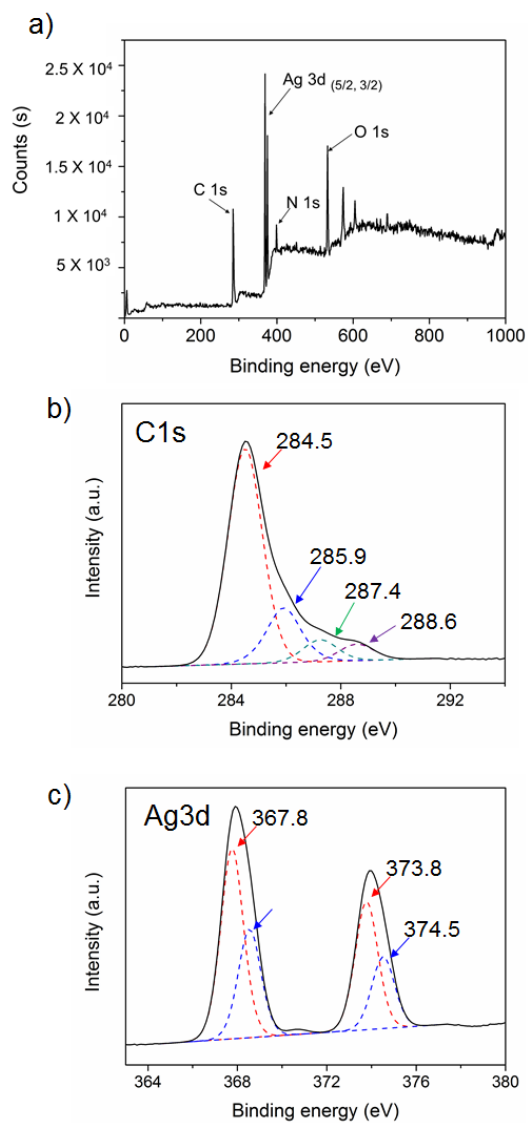 a)
2.5 X 10⁴
2 X 10⁴
1.5 X 10⁴
1 X 10⁴
5 X 10³
Counts (s)
Ag 3d (5/2, 3/2)
O 1s
C 1s
N 1s
0 200 400 600 800 1000
Binding energy (eV)
b)
C1s
284.5
285.9
287.4
288.6
Intensity (a.u.)
280 284 288 292
Binding energy (eV)
c)
Ag3d
367.8
373.8
374.5
Intensity (a.u.)
364 368 372 376 380
Binding energy (eV)